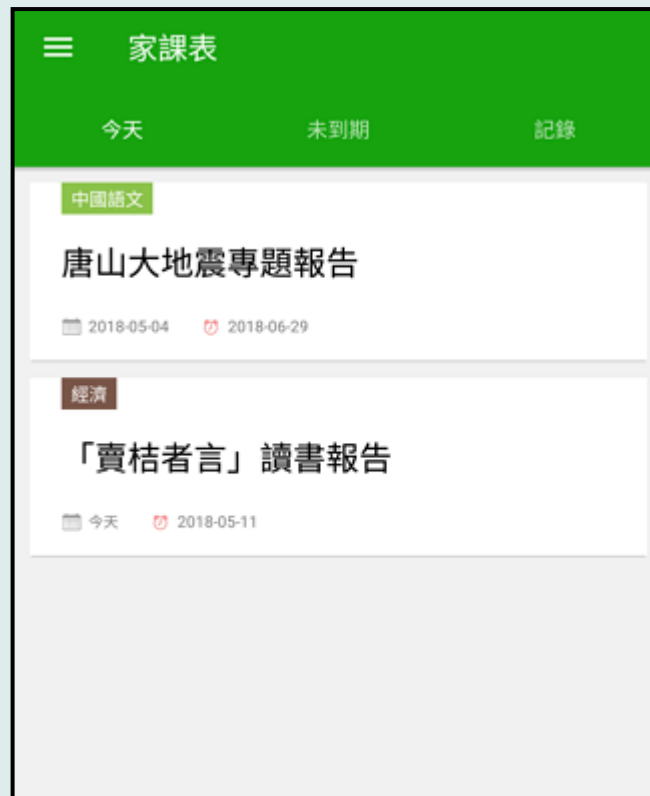 家課表
今天 未到期 記錄
中國語文
唐山大地震專題報告
2018-05-04 2018-06-29
經濟
「賣桔者言」讀書報告
今天 2018-05-11